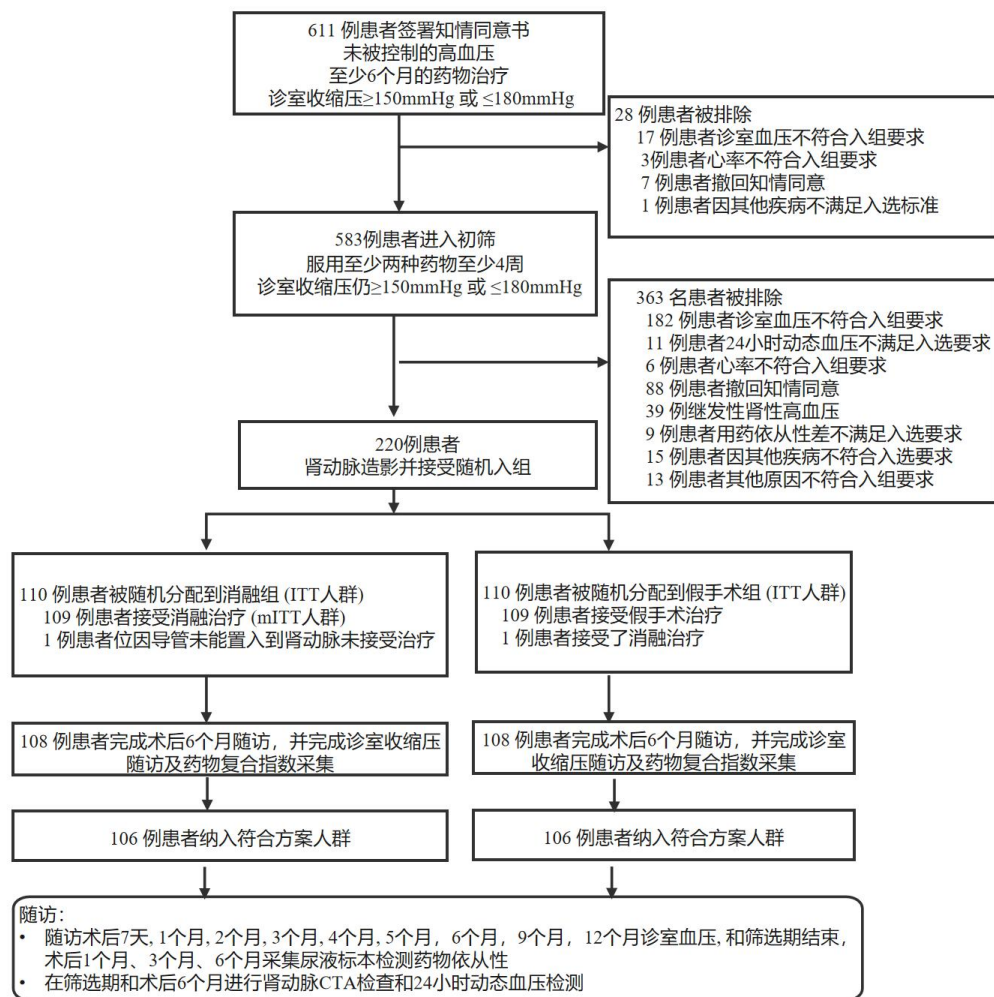 611 例患者签署知情同意书
未被控制的高血压
至少6个月的药物治疗
诊室收缩压≥150mmHg 或 ≤180mmHg
28 例患者被排除
17 例患者诊室血压不符合入组要求
3例患者心率不符合入组要求
7 例患者撤回知情同意
1 例患者因其他疾病不满足入选标准
583例患者进入初筛
服用至少两种药物至少4周
诊室收缩压仍≥150mmHg 或 ≤180mmHg
363 名患者被排除
182 例患者诊室血压不符合入组要求
11 例患者24小时动态血压不满足入选要求
6 例患者心率不符合入组要求
88 例患者撤回知情同意
39 例继发性肾性高血压
9 例患者用药依从性差不满足入选要求
15 例患者因其他疾病不符合入选要求
13 例患者其他原因不符合入组要求
220例患者
肾动脉造影并接受随机入组
110 例患者被随机分配到消融组 (ITT人群)
109 例患者接受消融治疗 (mITT人群)
1 例患者位因导管未能置入到肾动脉未接受治疗
110 例患者被随机分配到假手术组 (ITT人群)
109 例患者接受假手术治疗
1 例患者接受了消融治疗
108 例患者完成术后6个月随访，并完成诊室收缩压
随访及药物复合指数采集
108 例患者完成术后6个月随访，并完成诊室
收缩压随访及药物复合指数采集
106 例患者纳入符合方案人群
106 例患者纳入符合方案人群
随访：
• 随访术后7天, 1个月, 2个月, 3个月, 4个月, 5个月，6个月，9个月，12个月诊室血压, 和筛选期结束，
术后1个月、3个月、6个月采集尿液标本检测药物依从性
• 在筛选期和术后6个月进行肾动脉CTA检查和24小时动态血压检测